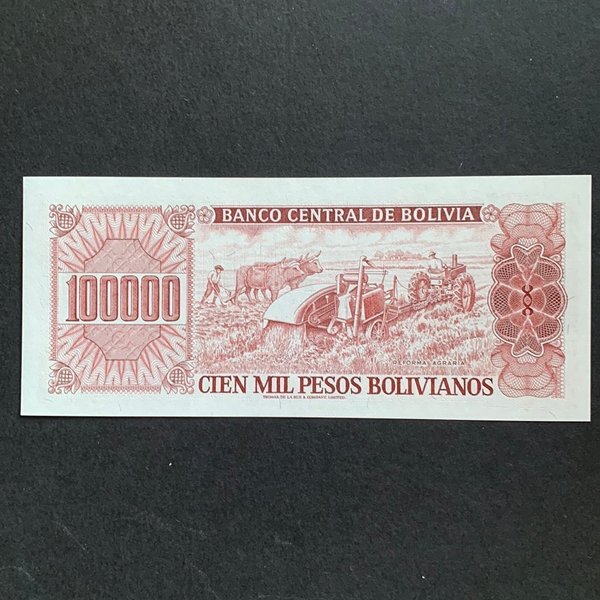 BANCO CENTRAL DE BOLIVIA
100000
REFORMA AGRARIA
CIEN MIL PESOS BOLIVIANOS
THOMAS DE LA RUE & COMPANY, LIMITED.